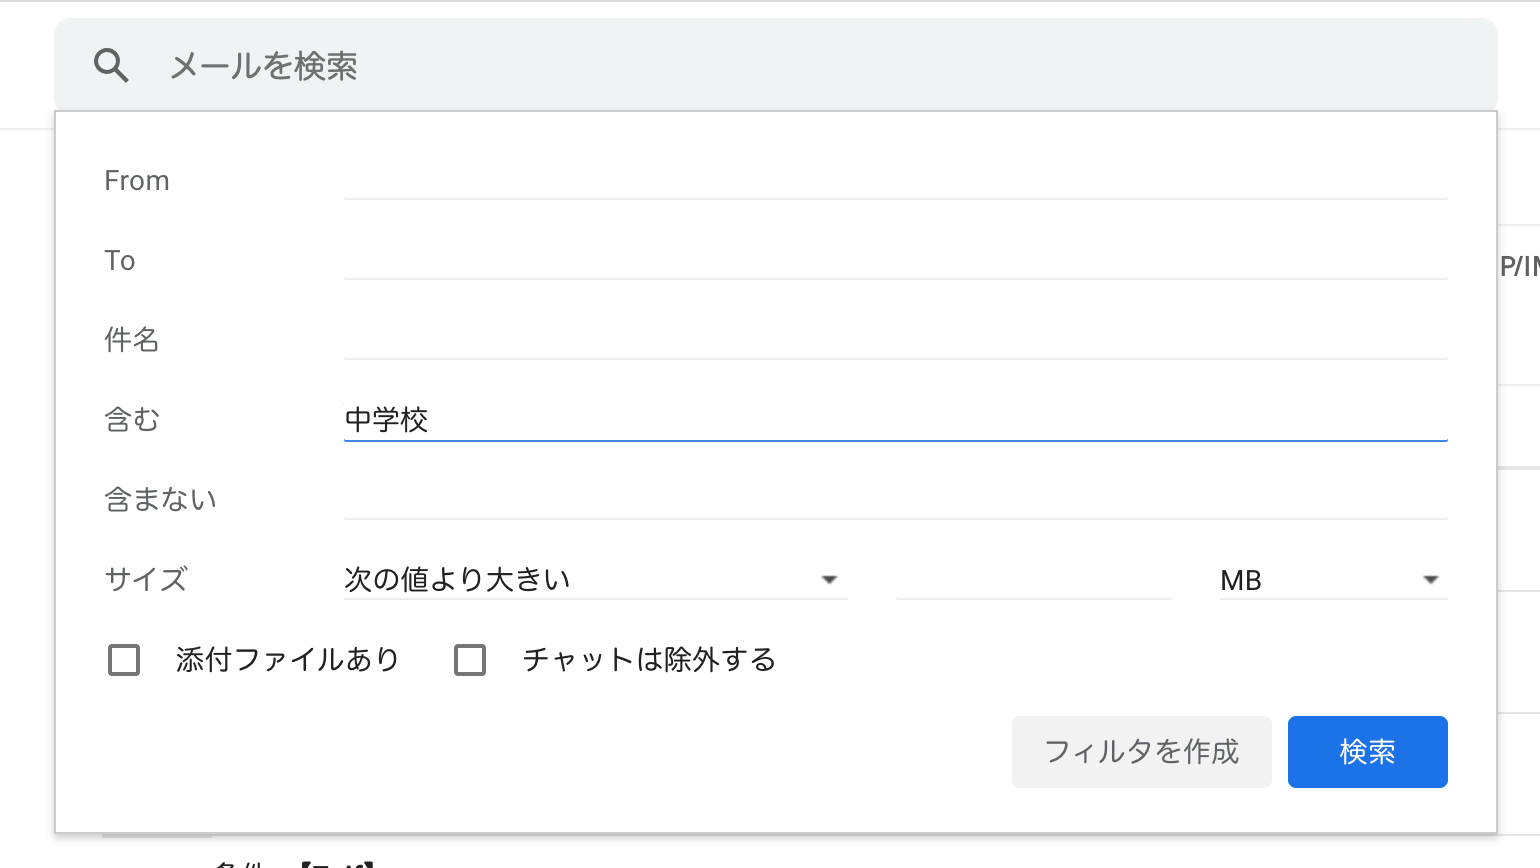 メールを検索
From
To
P/IM
件名
含む 中学校
含まない
サイズ 次の値より大きい MB
添付ファイルあり チャットは除外する
フィルタを作成 検索